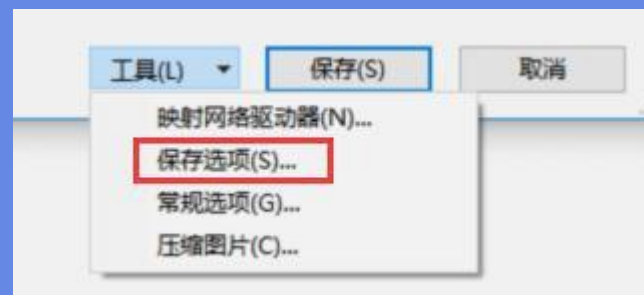 工具(L) 保存(S) 取消
映射网络驱动器(N)...
保存选项(S)...
常规选项(G)...
压缩图片(C)...